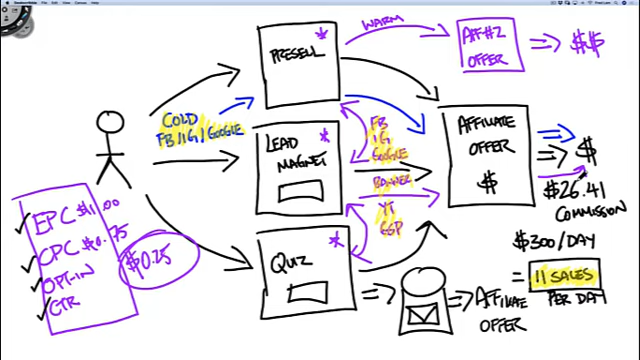 PRESELL
WARM
AFF #2
OFFER
$$
COLD
FB/IG/GOOGLE
LEAD
MAGNET
FB
IG
GOOGLE
BANNER
YT
GSP
AFFILIATE
OFFER
$
$
$26.41
COMMISSION
EPC $1.00
CPC $0.75
OPT-IN
CTR
$0.25
QUIZ
AFFILIATE
OFFER
$300/DAY
= 11 SALES
PER DAY